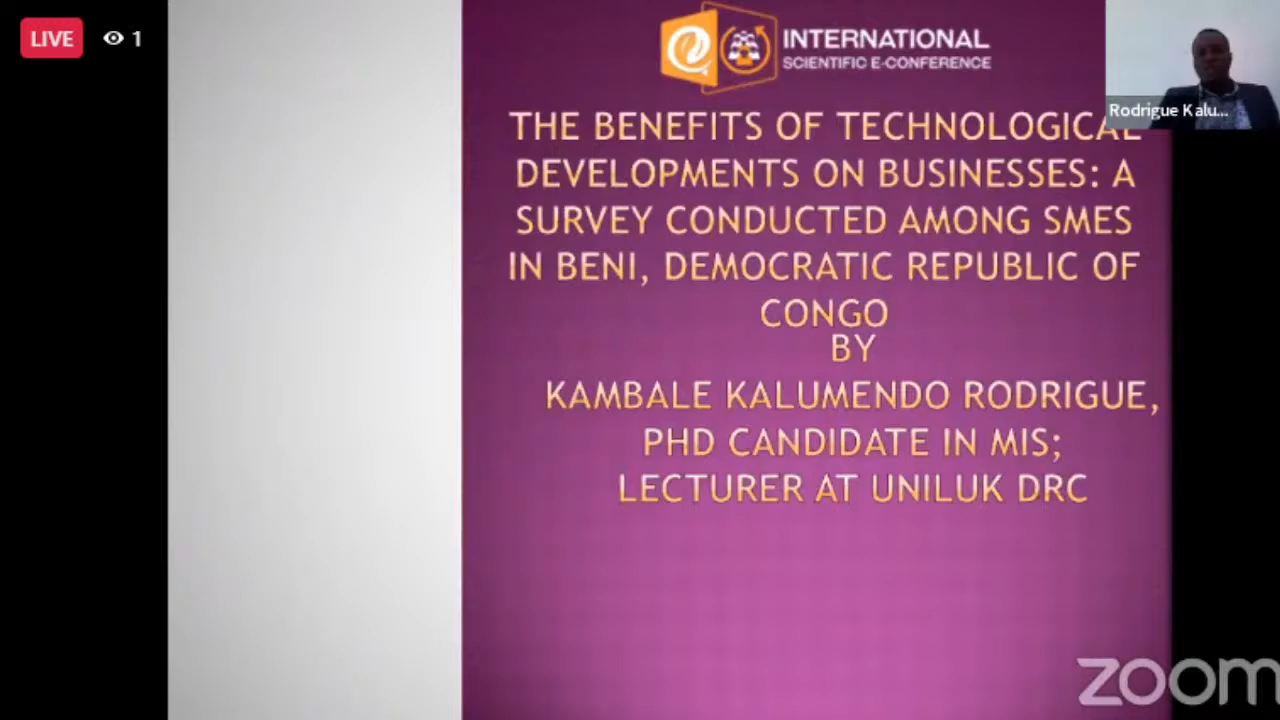 LIVE
1
INTERNATIONAL
SCIENTIFIC E-CONFERENCE
Rodrigue Kalu...
THE BENEFITS OF TECHNOLOGICAL
DEVELOPMENTS ON BUSINESSES: A
SURVEY CONDUCTED AMONG SMES
IN BENI, DEMOCRATIC REPUBLIC OF
CONGO
BY
KAMBALE KALUMENDO RODRIGUE,
PHD CANDIDATE IN MIS;
LECTURER AT UNILUK DRC
zoom